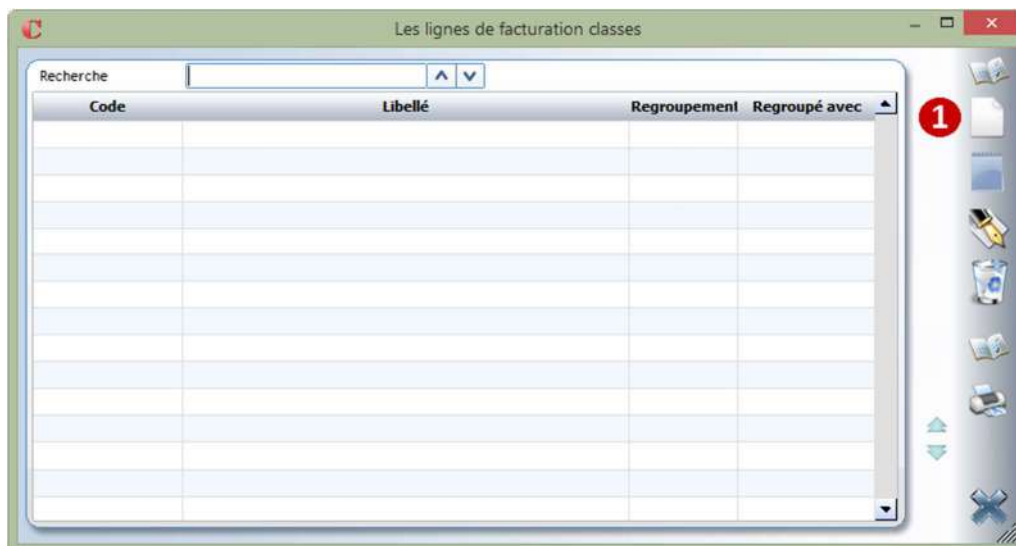 Les lignes de facturation classes
Recherche
Code Libellé Regroupement Regroupé avec
1